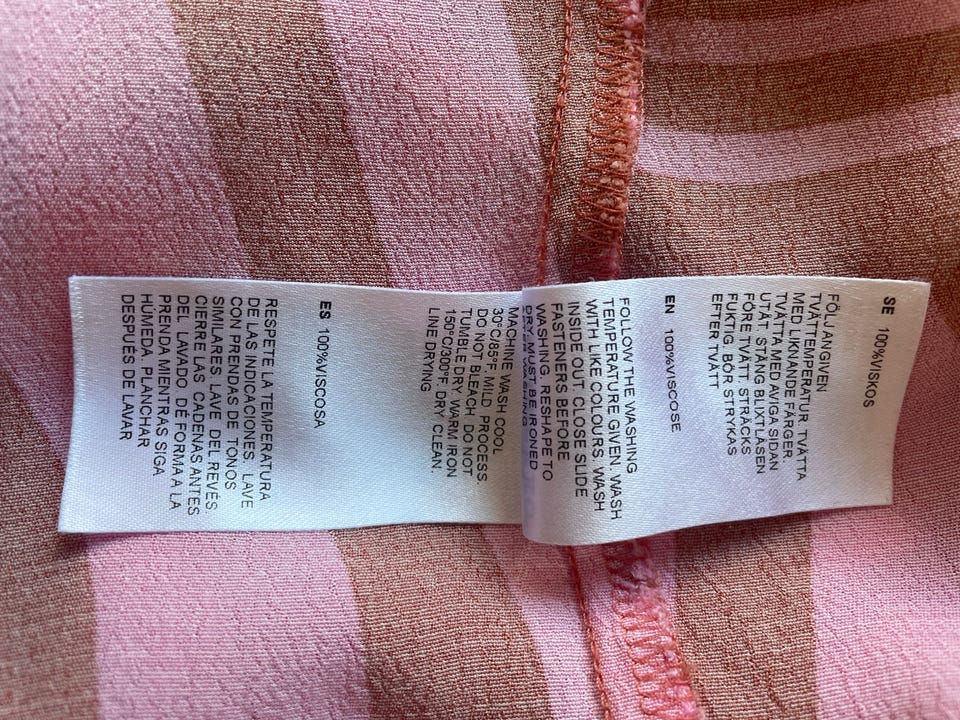 SE 100%VISKOS
FÖLJ ANGIVEN
TVÄTTEMPERATUR. TVÄTTA
MED LIKNANDE FÄRGER.
TVÄTTA MED AVIGA SIDAN
UTÅT. STÄNG BLIXTLÅSEN
FÖRE TVÄTT. STRÄCKS
FUKTIG. BÖR STRYKAS
EFTER TVÄTT
EN 100%VISCOSE
FOLLOW THE WASHING
TEMPERATURE GIVEN. WASH
WITH LIKE COLOURS. WASH
INSIDE OUT. CLOSE SLIDE
FASTENERS BEFORE
WASHING. RESHAPE TO
DRY. MUST BE IRONED
WASHING
MACHINE WASH COOL
30°C/85°F, MILD PROCESS.
DO NOT BLEACH. DO NOT
TUMBLE DRY. WARM IRON
150°C/300°F. DRY CLEAN.
LINE DRYING
ES 100%VISCOSA
RESPETE LA TEMPERATURA
DE LAS INDICACIONES. LAVE
CON PRENDAS DE TONOS
SIMILARES. LAVE DEL REVÉS.
CIERRE LAS CADENAS ANTES
DEL LAVADO. DÉ FORMA A LA
PRENDA MIENTRAS SIGA
HÚMEDA. PLANCHAR
DESPUÉS DE LAVAR